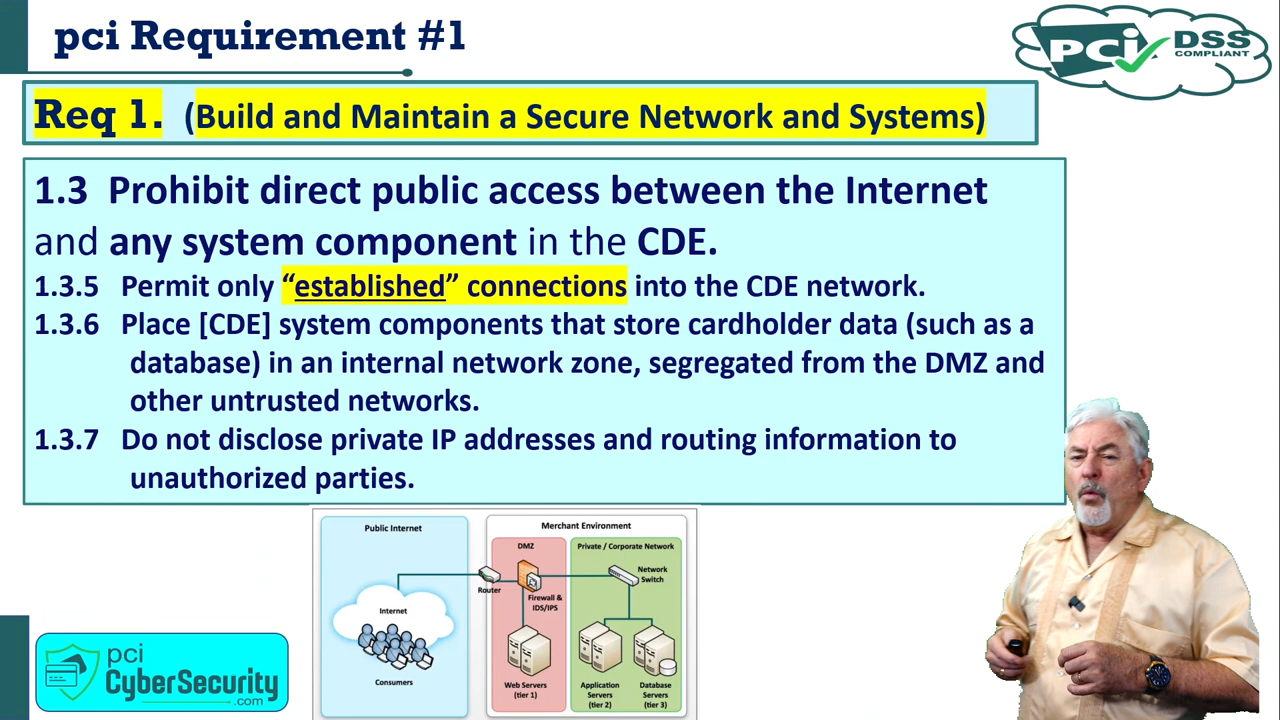 pci Requirement #1
PCi DSS
COMPLIANT
Req 1. (Build and Maintain a Secure Network and Systems)
1.3 Prohibit direct public access between the Internet
and any system component in the CDE.
1.3.5 Permit only “established” connections into the CDE network.
1.3.6 Place [CDE] system components that store cardholder data (such as a
database) in an internal network zone, segregated from the DMZ and
other untrusted networks.
1.3.7 Do not disclose private IP addresses and routing information to
unauthorized parties.
Public Internet
Merchant Environment
DMZ
Private / Corporate Network
Network
Switch
Router
Firewall &
IDS/IPS
Internet
Consumers
Web Servers
(tier 1)
Application
Servers
(tier 2)
Database
Servers
(tier 3)
pci
CyberSecurity
.com